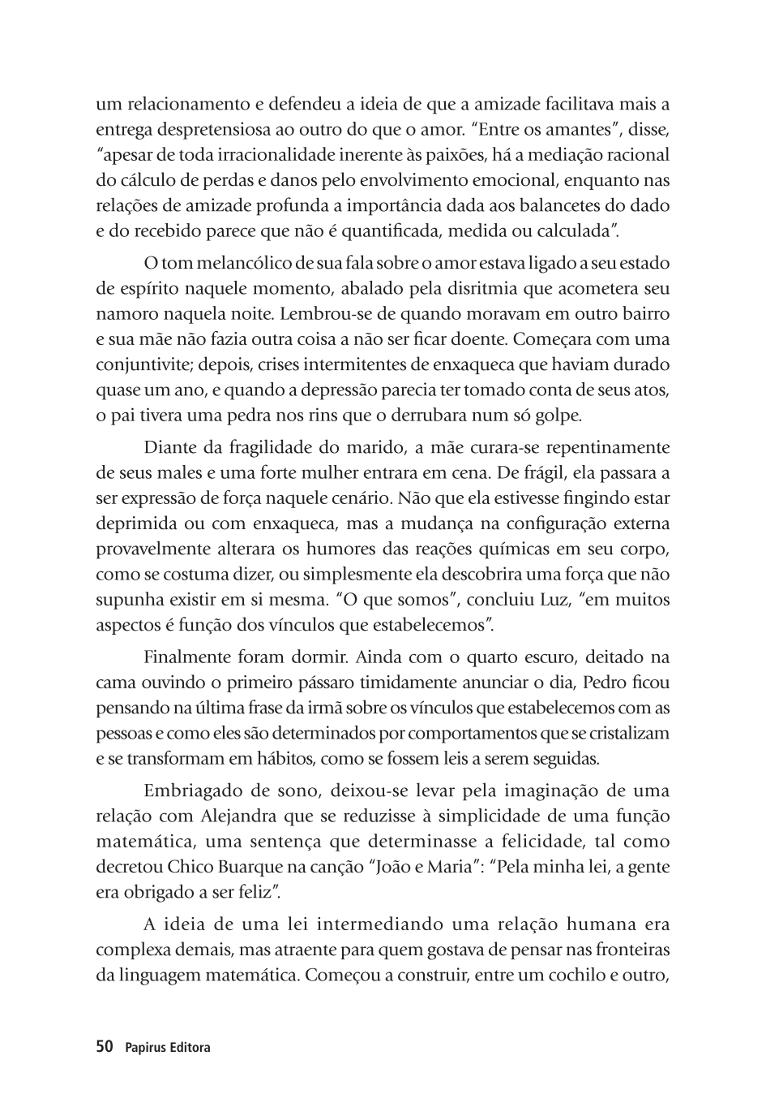 um relacionamento e defendeu a ideia de que a amizade facilitava mais a
entrega despretensiosa ao outro do que o amor. “Entre os amantes”, disse,
“apesar de toda irracionalidade inerente às paixões, há a mediação racional
do cálculo de perdas e danos pelo envolvimento emocional, enquanto nas
relações de amizade profunda a importância dada aos balancetes do dado
e do recebido parece que não é quantificada, medida ou calculada”.
O tom melancólico de sua fala sobre o amor estava ligado a seu estado
de espírito naquele momento, abalado pela disritmia que acometera seu
namoro naquela noite. Lembrou-se de quando moravam em outro bairro
e sua mãe não fazia outra coisa a não ser ficar doente. Começara com uma
conjuntivite; depois, crises intermitentes de enxaqueca que haviam durado
quase um ano, e quando a depressão parecia ter tomado conta de seus atos,
o pai tivera uma pedra nos rins que o derrubara num só golpe.
Diante da fragilidade do marido, a mãe curara-se repentinamente
de seus males e uma forte mulher entrara em cena. De frágil, ela passara a
ser expressão de força naquele cenário. Não que ela estivesse fingindo estar
deprimida ou com enxaqueca, mas a mudança na configuração externa
provavelmente alterara os humores das reações químicas em seu corpo,
como se costuma dizer, ou simplesmente ela descobrira uma força que não
supunha existir em si mesma. “O que somos”, concluiu Luz, “em muitos
aspectos é função dos vínculos que estabelecemos”.
Finalmente foram dormir. Ainda com o quarto escuro, deitado na
cama ouvindo o primeiro pássaro timidamente anunciar o dia, Pedro ficou
pensando na última frase da irmã sobre os vínculos que estabelecemos com as
pessoas e como eles são determinados por comportamentos que se cristalizam
e se transformam em hábitos, como se fossem leis a serem seguidas.
Embriagado de sono, deixou-se levar pela imaginação de uma
relação com Alejandra que se reduzisse à simplicidade de uma função
matemática, uma sentença que determinasse a felicidade, tal como
decretou Chico Buarque na canção “João e Maria”: “Pela minha lei, a gente
era obrigado a ser feliz”.
A ideia de uma lei intermediando uma relação humana era
complexa demais, mas atraente para quem gostava de pensar nas fronteiras
da linguagem matemática. Começou a construir, entre um cochilo e outro,
50 Papirus Editora